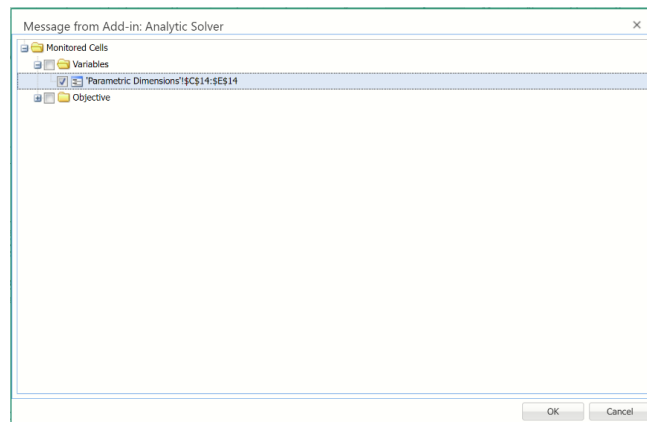 Message from Add-in: Analytic Solver
Monitored Cells
Variables
'Parametric Dimensions'!$C$14:$E$14
Objective
OK Cancel